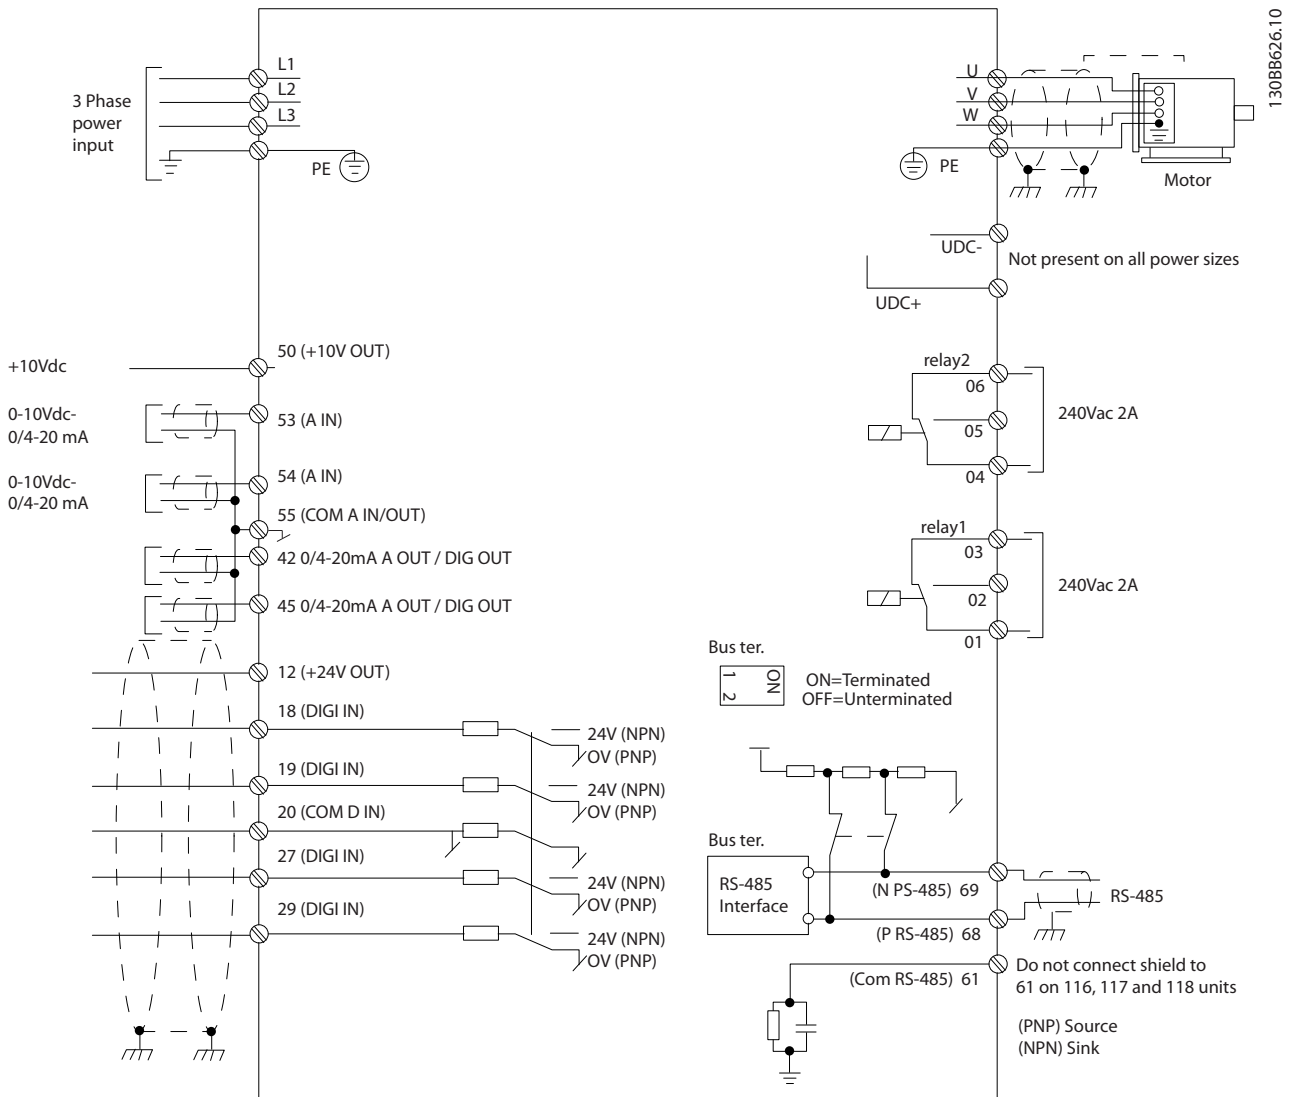 130BB626.10
L1
L2
L3
3 Phase
power
input
PE
U
V
W
PE
Motor
UDC-
Not present on all power sizes
UDC+
+10Vdc
50 (+10V OUT)
0-10Vdc-
0/4-20 mA
53 (A IN)
0-10Vdc-
0/4-20 mA
54 (A IN)
55 (COM A IN/OUT)
42 0/4-20mA A OUT / DIG OUT
45 0/4-20mA A OUT / DIG OUT
12 (+24V OUT)
18 (DIGI IN)
24V (NPN)
OV (PNP)
19 (DIGI IN)
24V (NPN)
OV (PNP)
20 (COM D IN)
27 (DIGI IN)
24V (NPN)
OV (PNP)
29 (DIGI IN)
24V (NPN)
OV (PNP)
relay2
06
05
04
240Vac 2A
relay1
03
02
01
240Vac 2A
Bus ter.
1
2
ON
ON=Terminated
OFF=Unterminated
Bus ter.
RS-485
Interface
(N PS-485) 69
(P RS-485) 68
RS-485
(Com RS-485) 61
Do not connect shield to
61 on 116, 117 and 118 units
(PNP) Source
(NPN) Sink